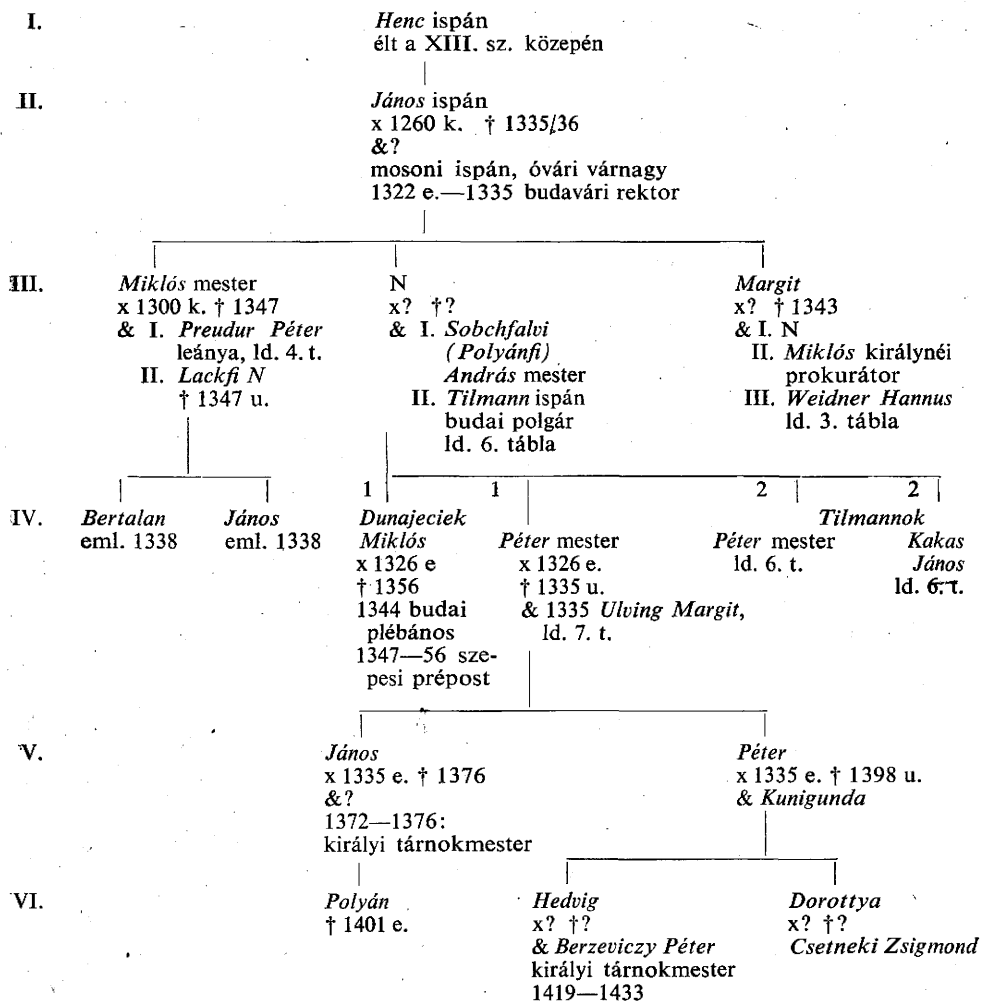 I.
Henc ispán
élt a XIII. sz. közepén
II.
János ispán
x 1260 k. † 1335/36
&?
mosoni ispán, óvári várnagy
1322 e.—1335 budavári rektor
III.
Miklós mester
x 1300 k. † 1347
& I. Preudur Péter
leánya, ld. 4. t.
II. Lackfi N
† 1347 u.
N
x? †?
& I. Sobchfalvi
(Polyánfi)
András mester
II. Tilmann ispán
budai polgár
ld. 6. tábla
Margit
x? † 1343
& I. N
II. Miklós királynéi
prokurátor
III. Weidner Hannus
ld. 3. tábla
1 1 2 2
IV.
Bertalan
eml. 1338
János
eml. 1338
Dunajeciek
Miklós
x 1326 e
† 1356
1344 budai
plébános
1347—56 sze-
pesi prépost
Péter mester
x 1326 e.
† 1335 u.
& 1335 Ulving Margit,
ld. 7. t.
Tilmannok
Péter mester
ld. 6. t.
Kakas
János
ld. 6. t.
V.
János
x 1335 e. † 1376
&?
1372—1376:
királyi tárnokmester
Péter
x 1335 e. † 1398 u.
& Kunigunda
VI.
Polyán
† 1401 e.
Hedvig
x? †?
& Berzeviczy Péter
királyi tárnokmester
1419—1433
Dorottya
x? †?
Csetneki Zsigmond